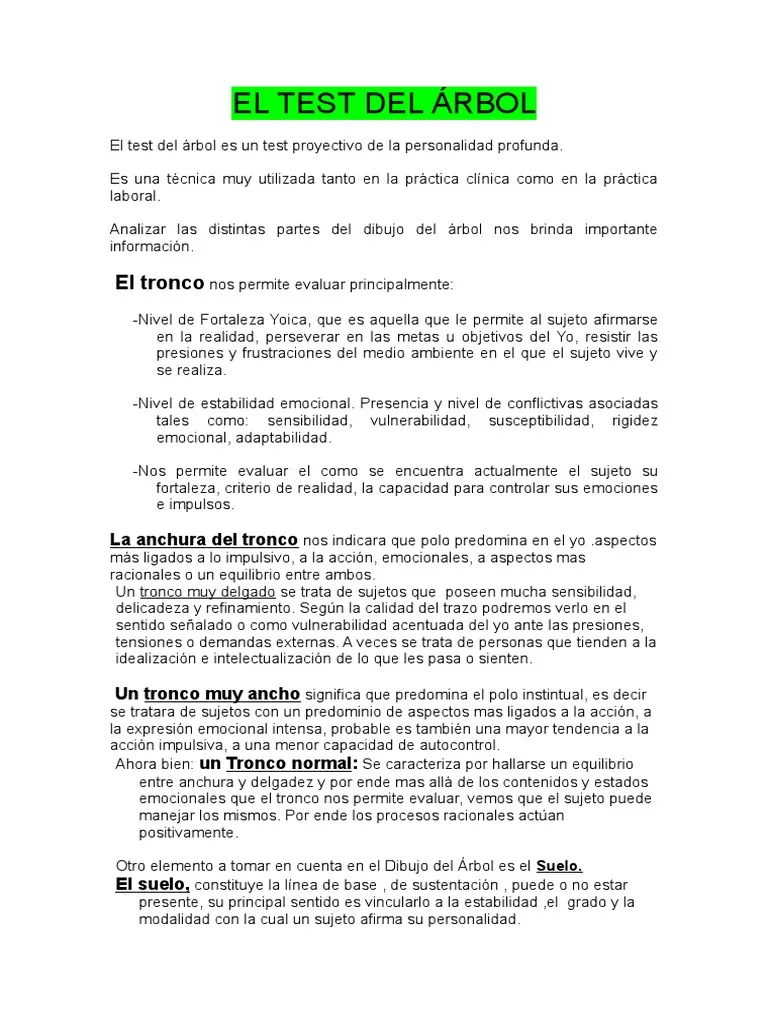 EL TEST DEL ÁRBOL
El test del árbol es un test proyectivo de la personalidad profunda.
Es una técnica muy utilizada tanto en la práctica clínica como en la práctica
laboral.
Analizar las distintas partes del dibujo del árbol nos brinda importante
información.
El tronco nos permite evaluar principalmente:
-Nivel de Fortaleza Yoica, que es aquella que le permite al sujeto afirmarse
en la realidad, perseverar en las metas u objetivos del Yo, resistir las
presiones y frustraciones del medio ambiente en el que el sujeto vive y
se realiza.
-Nivel de estabilidad emocional. Presencia y nivel de conflictivas asociadas
tales como: sensibilidad, vulnerabilidad, susceptibilidad, rigidez
emocional, adaptabilidad.
-Nos permite evaluar el como se encuentra actualmente el sujeto su
fortaleza, criterio de realidad, la capacidad para controlar sus emociones
e impulsos.
La anchura del tronco nos indicara que polo predomina en el yo .aspectos
más ligados a lo impulsivo, a la acción, emocionales, a aspectos mas
racionales o un equilibrio entre ambos.
Un tronco muy delgado se trata de sujetos que poseen mucha sensibilidad,
delicadeza y refinamiento. Según la calidad del trazo podremos verlo en el
sentido señalado o como vulnerabilidad acentuada del yo ante las presiones,
tensiones o demandas externas. A veces se trata de personas que tienden a la
idealización e intelectualización de lo que les pasa o sienten.
Un tronco muy ancho significa que predomina el polo instintual, es decir
se tratara de sujetos con un predominio de aspectos mas ligados a la acción, a
la expresión emocional intensa, probable es también una mayor tendencia a la
acción impulsiva, a una menor capacidad de autocontrol.
Ahora bien: un Tronco normal: Se caracteriza por hallarse un equilibrio
entre anchura y delgadez y por ende mas allá de los contenidos y estados
emocionales que el tronco nos permite evaluar, vemos que el sujeto puede
manejar los mismos. Por ende los procesos racionales actúan
positivamente.
Otro elemento a tomar en cuenta en el Dibujo del Árbol es el Suelo.
El suelo, constituye la línea de base , de sustentación , puede o no estar
presente, su principal sentido es vincularlo a la estabilidad ,el grado y la
modalidad con la cual un sujeto afirma su personalidad.